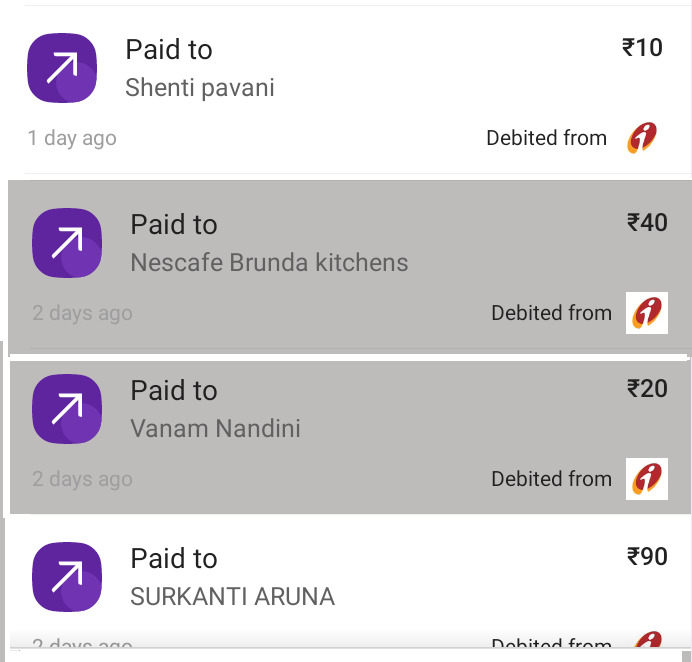 Paid to
₹10
Shenti pavani
1 day ago
Debited from
Paid to
₹40
Nescafe Brunda kitchens
2 days ago
Debited from
Paid to
₹20
Vanam Nandini
2 days ago
Debited from
Paid to
₹90
SURKANTI ARUNA
2 days ago
Debited from